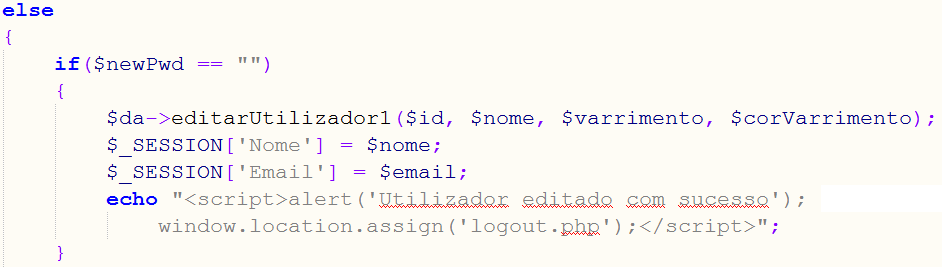 else
{
if($newPwd == "")
{
$da->editarUtilizador1($id, $nome, $varrimento, $corVarrimento);
$_SESSION['Nome'] = $nome;
$_SESSION['Email'] = $email;
echo "<script>alert('Utilizador editado com sucesso');
window.location.assign('logout.php');</script>";
}